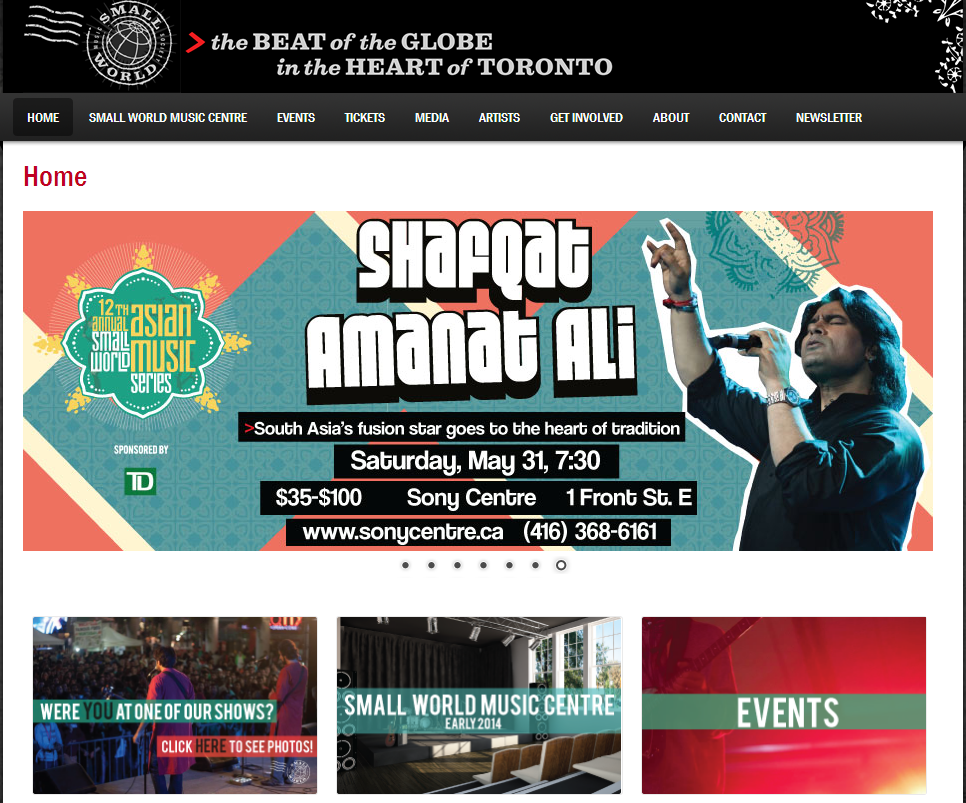 SMALL
WORLD
MUSIC
SOCIETY
the BEAT of the GLOBE
in the HEART of TORONTO
HOME SMALL WORLD MUSIC CENTRE EVENTS TICKETS MEDIA ARTISTS GET INVOLVED ABOUT CONTACT NEWSLETTER
Home
12TH
annual
small
world
asian
music
series
SPONSORED BY
TD
Shafqat
Amanat Ali
>South Asia's fusion star goes to the heart of tradition
Saturday, May 31, 7:30
$35-$100 Sony Centre 1 Front St. E
www.sonycentre.ca (416) 368-6161
WERE YOU AT ONE OF OUR SHOWS?
CLICK HERE TO SEE PHOTOS!
SMALL WORLD MUSIC CENTRE
EARLY 2014
EVENTS